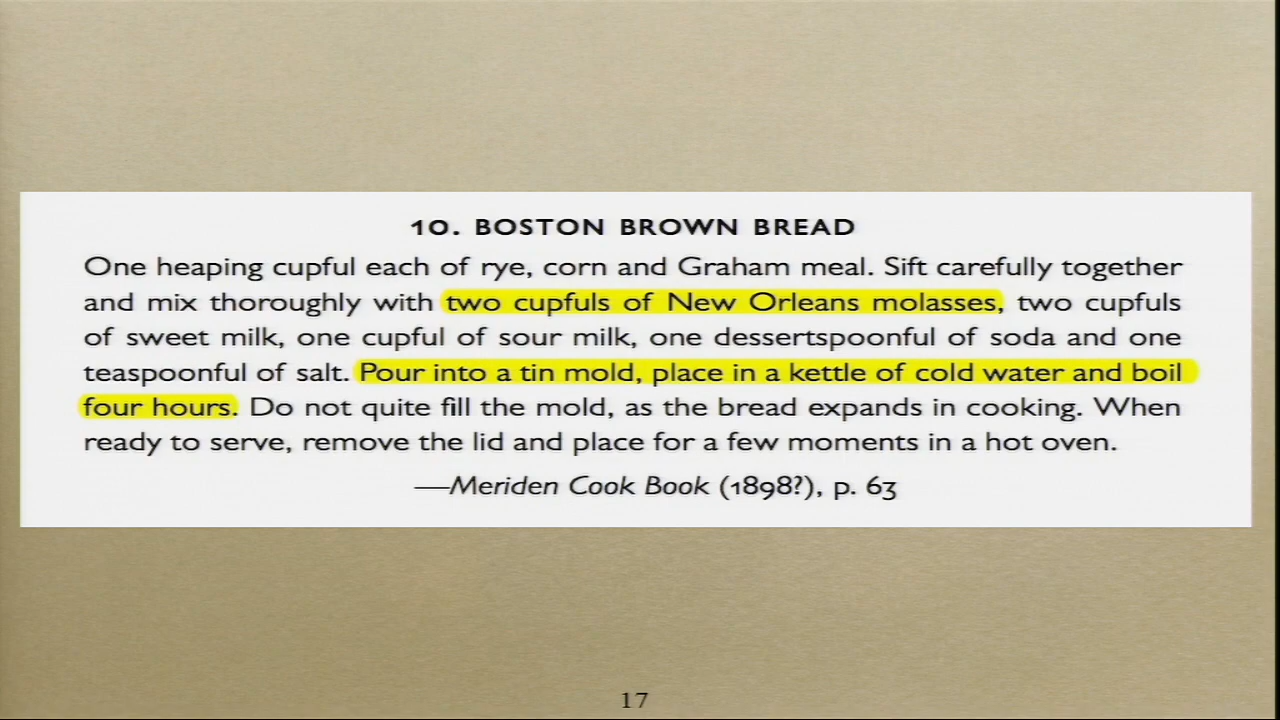 10. BOSTON BROWN BREAD
One heaping cupful each of rye, corn and Graham meal. Sift carefully together
and mix thoroughly with two cupfuls of New Orleans molasses, two cupfuls
of sweet milk, one cupful of sour milk, one dessertspoonful of soda and one
teaspoonful of salt. Pour into a tin mold, place in a kettle of cold water and boil
four hours. Do not quite fill the mold, as the bread expands in cooking. When
ready to serve, remove the lid and place for a few moments in a hot oven.
—Meriden Cook Book (1898?), p. 63
17